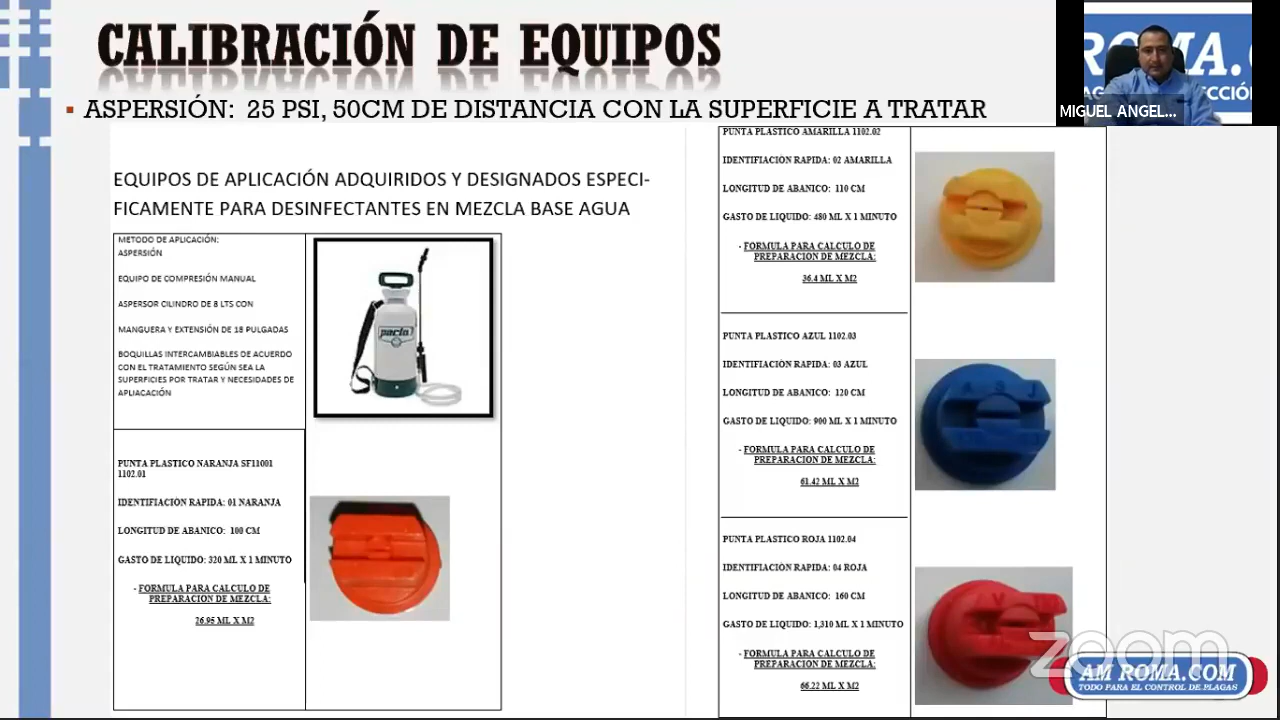 CALIBRACIÓN DE EQUIPOS
ASPERSIÓN: 25 PSI, 50CM DE DISTANCIA CON LA SUPERFICIE A TRATAR
ROMA.C
MIGUEL ANGEL...
EQUIPOS DE APLICACIÓN ADQUIRIDOS Y DESIGNADOS ESPECI-
FICAMENTE PARA DESINFECTANTES EN MEZCLA BASE AGUA
METODO DE APLICACIÓN:
ASPERSIÓN
EQUIPO DE COMPRESIÓN MANUAL
ASPERSOR CILINDRO DE 8 LTS CON
MANGUERA Y EXTENSIÓN DE 18 PULGADAS
BOQUILLAS INTERCAMBIABLES DE ACUERDO
CON EL TRATAMIENTO SEGÚN SEA LA
SUPERFICIES POR TRATAR Y NECESIDADES DE
APLIACACIÓN
PUNTA PLASTICO NARANJA SF11001
1102.01
IDENTIFIACIÒN RAPIDA: 01 NARANJA
LONGITUD DE ABANICO: 100 CM
GASTO DE LIQUIDO: 320 ML X 1 MINUTO
- FORMULA PARA CALCULO DE
PREPARACION DE MEZCLA:
26.95 ML X M2
PUNTA PLASTICO AMARILLA 1102.02
IDENTIFIACIÒN RAPIDA: 02 AMARILLA
LONGITUD DE ABANICO: 110 CM
GASTO DE LIQUIDO: 480 ML X 1 MINUTO
- FORMULA PARA CALCULO DE
PREPARACION DE MEZCLA:
36.4 ML X M2
PUNTA PLASTICO AZUL 1102.03
IDENTIFIACIÒN RAPIDA: 03 AZUL
LONGITUD DE ABANICO: 120 CM
GASTO DE LIQUIDO: 900 ML X 1 MINUTO
- FORMULA PARA CALCULO DE
PREPARACION DE MEZCLA:
61.42 ML X M2
PUNTA PLASTICO ROJA 1102.04
IDENTIFIACIÒN RAPIDA: 04 ROJA
LONGITUD DE ABANICO: 160 CM
GASTO DE LIQUIDO: 1,310 ML X 1 MINUTO
- FORMULA PARA CALCULO DE
PREPARACION DE MEZCLA:
66.22 ML X M2
zoom
AM ROMA.COM
TODO PARA EL CONTROL DE PLAGAS